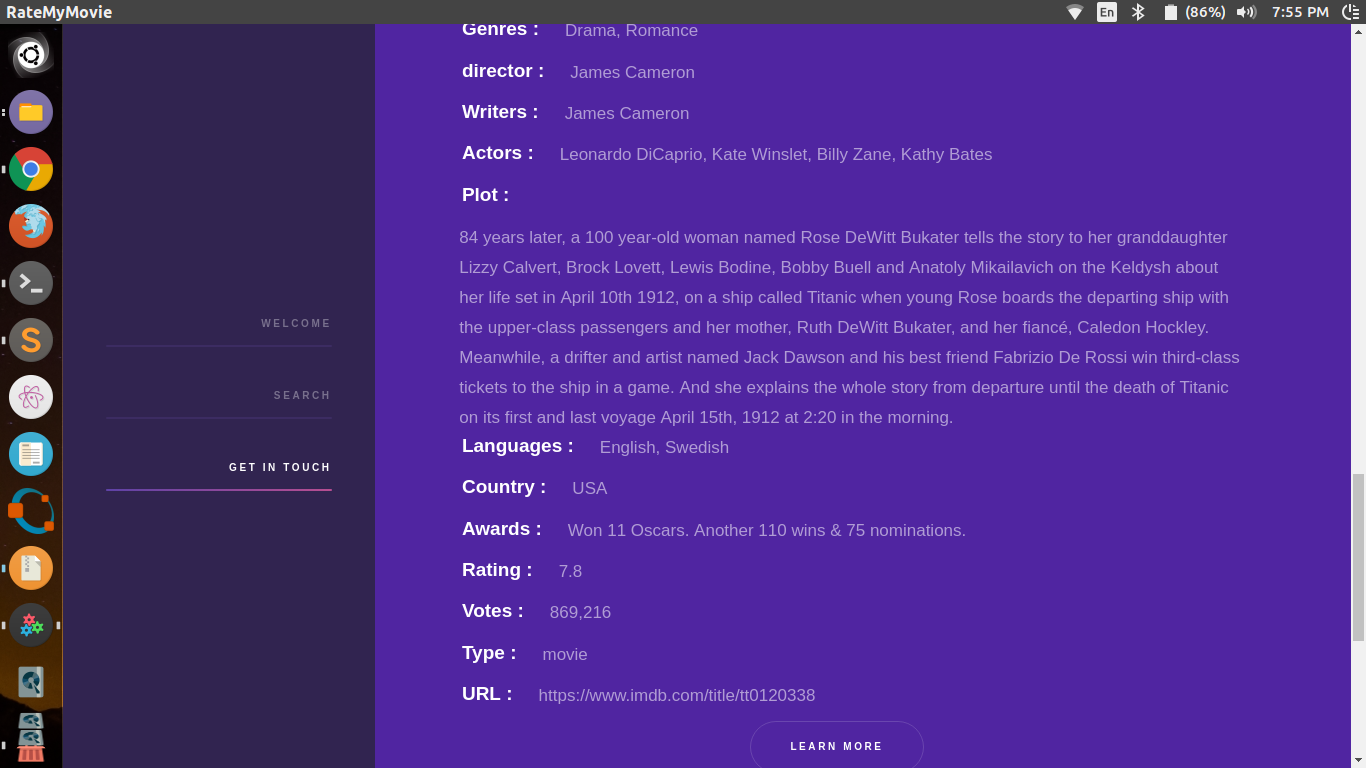 RateMyMovie
En
(86%)
7:55 PM
WELCOME
SEARCH
GET IN TOUCH
Genres : Drama, Romance
director : James Cameron
Writers : James Cameron
Actors : Leonardo DiCaprio, Kate Winslet, Billy Zane, Kathy Bates
Plot :
84 years later, a 100 year-old woman named Rose DeWitt Bukater tells the story to her granddaughter
Lizzy Calvert, Brock Lovett, Lewis Bodine, Bobby Buell and Anatoly Mikailavich on the Keldysh about
her life set in April 10th 1912, on a ship called Titanic when young Rose boards the departing ship with
the upper-class passengers and her mother, Ruth DeWitt Bukater, and her fiancé, Caledon Hockley.
Meanwhile, a drifter and artist named Jack Dawson and his best friend Fabrizio De Rossi win third-class
tickets to the ship in a game. And she explains the whole story from departure until the death of Titanic
on its first and last voyage April 15th, 1912 at 2:20 in the morning.
Languages : English, Swedish
Country : USA
Awards : Won 11 Oscars. Another 110 wins & 75 nominations.
Rating : 7.8
Votes : 869,216
Type : movie
URL : https://www.imdb.com/title/tt0120338
LEARN MORE